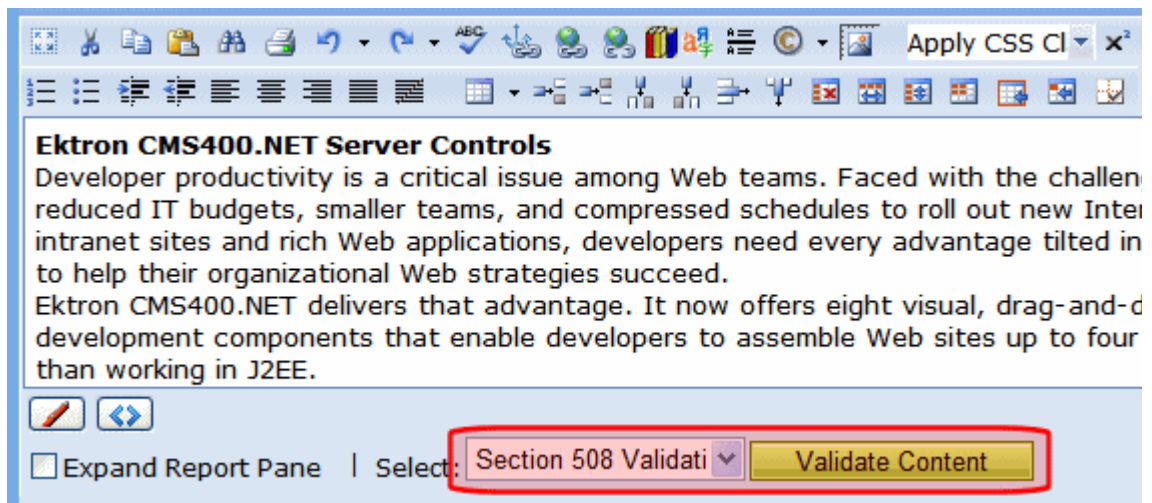 ABC Apply CSS Cl x²
Ektron CMS400.NET Server Controls
Developer productivity is a critical issue among Web teams. Faced with the challen
reduced IT budgets, smaller teams, and compressed schedules to roll out new Inter
intranet sites and rich Web applications, developers need every advantage tilted in
to help their organizational Web strategies succeed.
Ektron CMS400.NET delivers that advantage. It now offers eight visual, drag-and-d
development components that enable developers to assemble Web sites up to four
than working in J2EE.
Expand Report Pane | Select: Section 508 Validati Validate Content